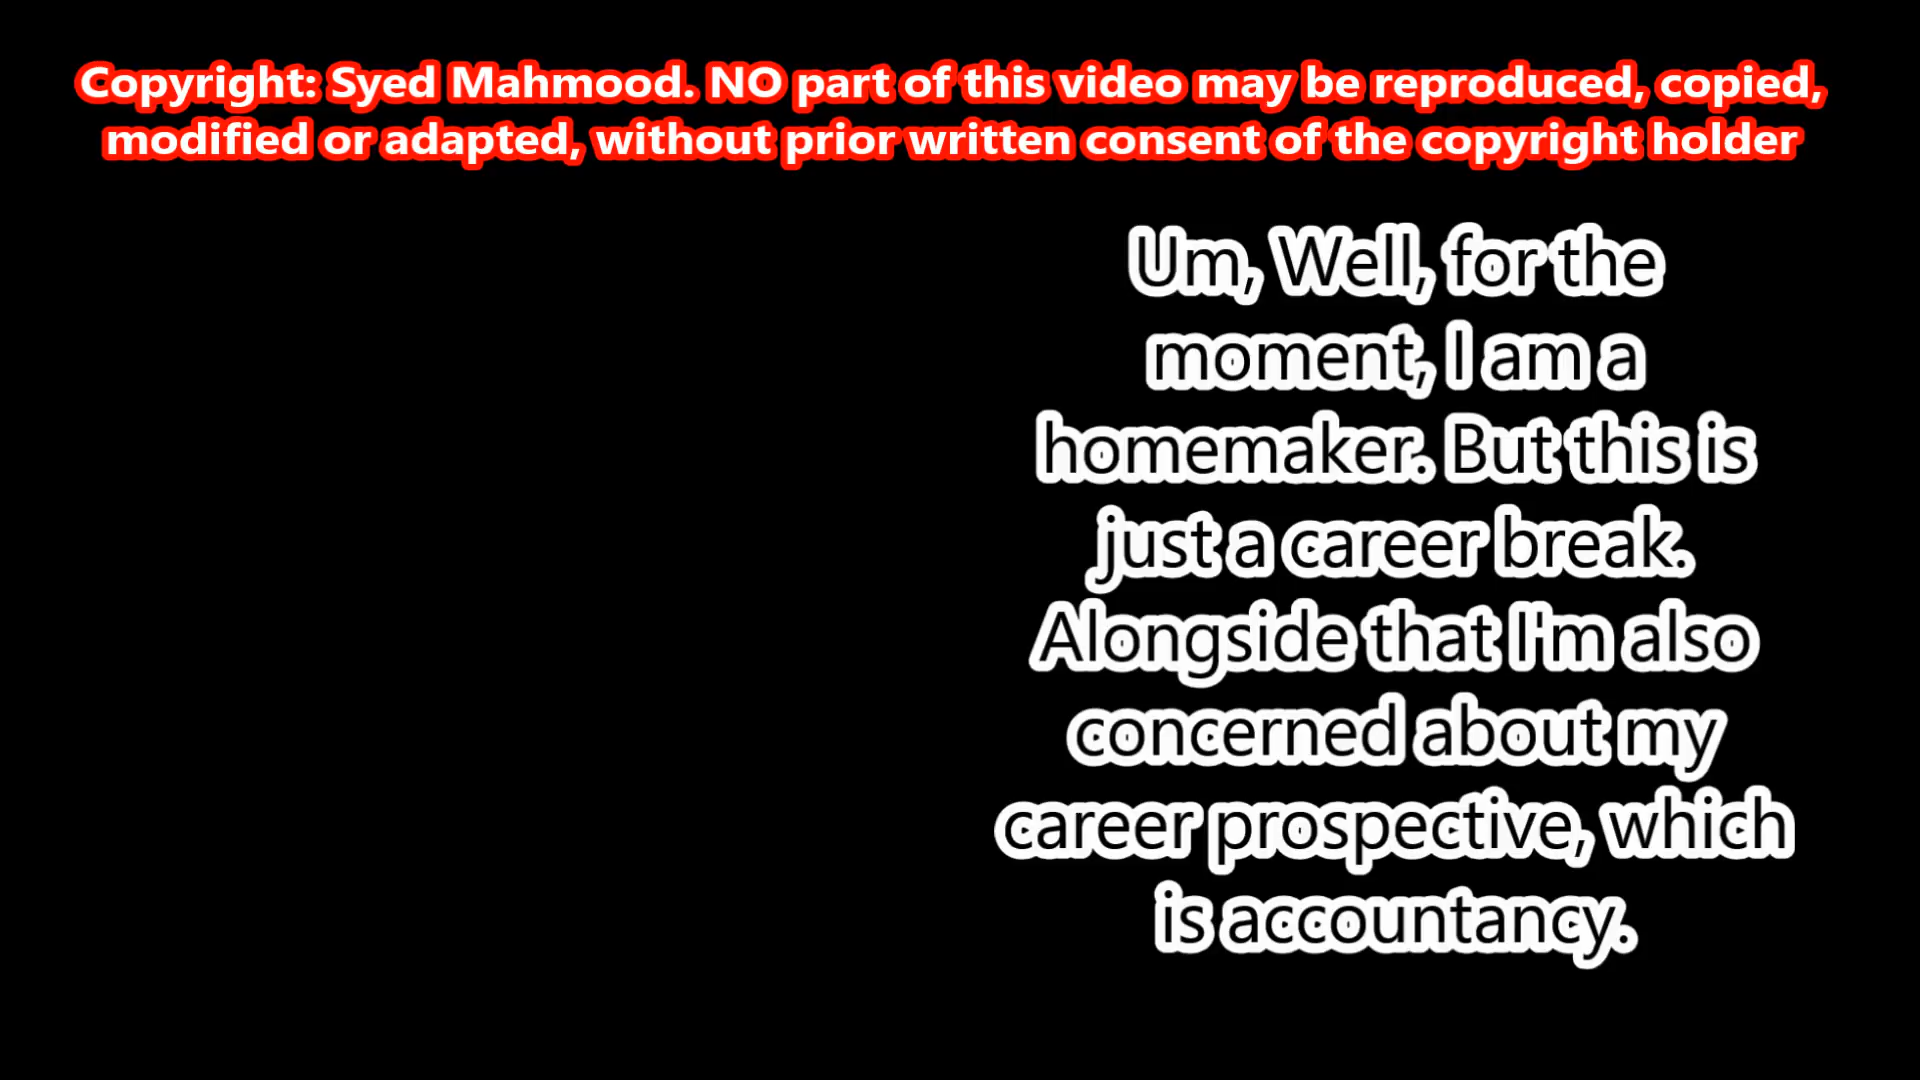 Copyright: Syed Mahmood. NO part of this video may be reproduced, copied,
modified or adapted, without prior written consent of the copyright holder
Um, Well, for the
moment, I am a
homemaker. But this is
just a career break.
Alongside that I'm also
concerned about my
career prospective, which
is accountancy.